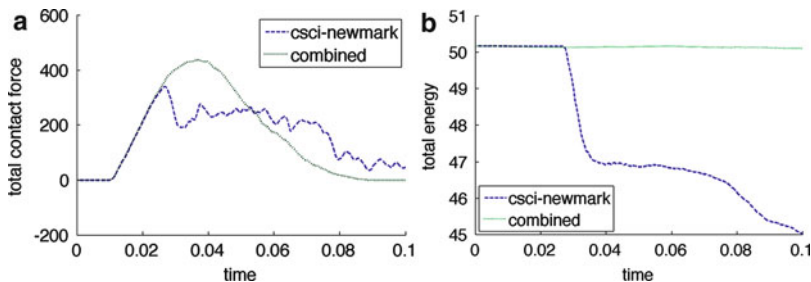 a
600
400
200
0
-200
total contact force
csci-newmark
combined
0 0.02 0.04 0.06 0.08 0.1
time
b
51
50
49
48
47
46
45
total energy
csci-newmark
combined
0 0.02 0.04 0.06 0.08 0.1
time